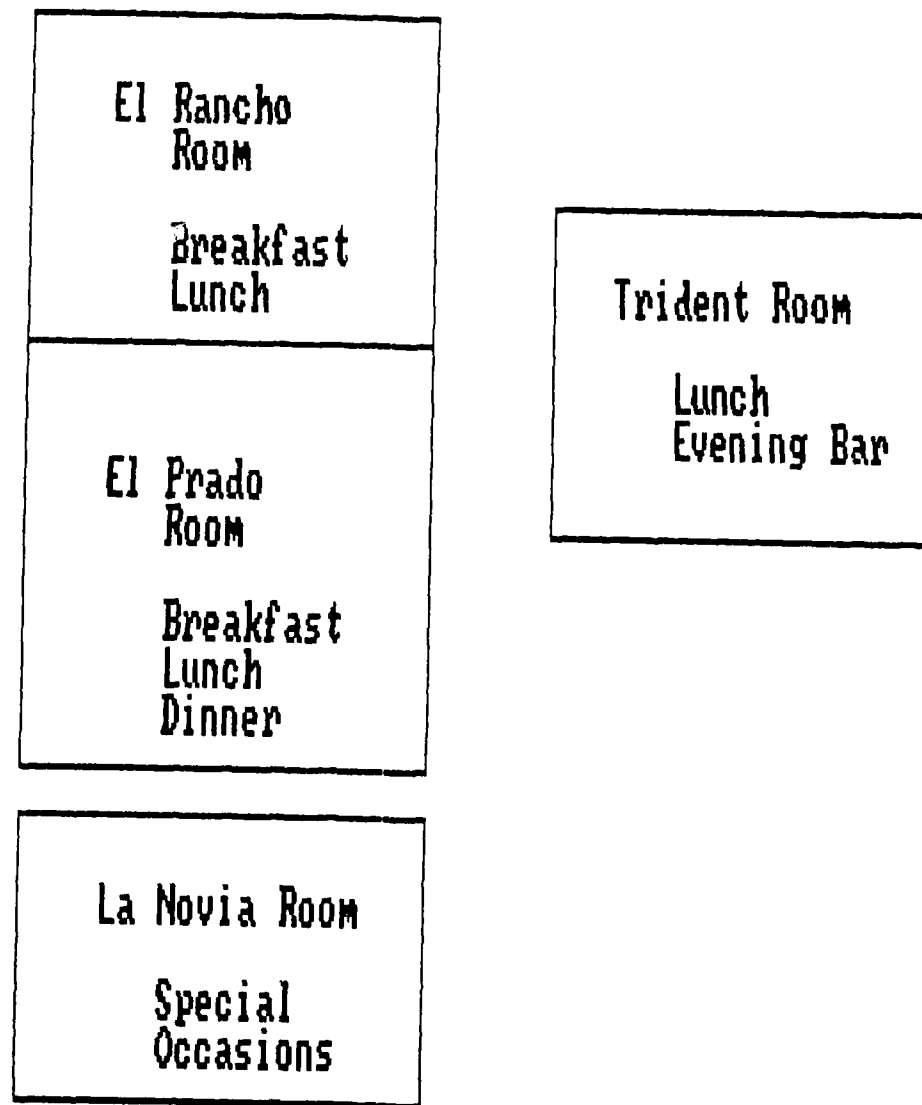 El Rancho
Room
Breakfast
Lunch
El Prado
Room
Breakfast
Lunch
Dinner
La Novia Room
Special
Occasions
Trident Room
Lunch
Evening Bar